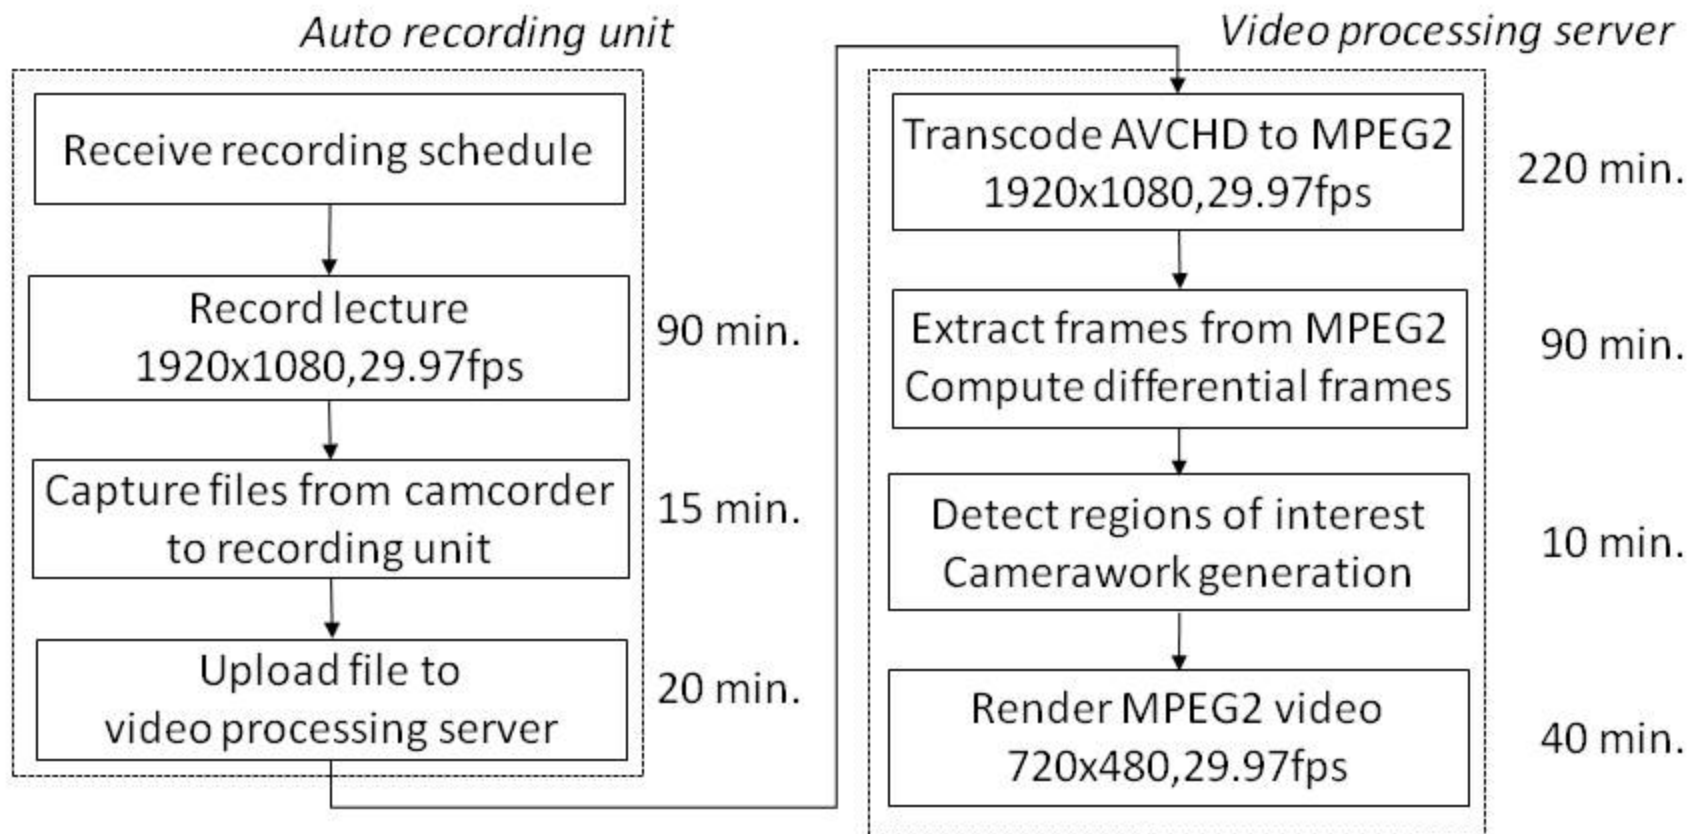 Auto recording unit
Receive recording schedule
Record lecture
1920x1080,29.97fps
90 min.
Capture files from camcorder
to recording unit
15 min.
Upload file to
video processing server
20 min.
Video processing server
Transcode AVCHD to MPEG2
1920x1080,29.97fps
220 min.
Extract frames from MPEG2
Compute differential frames
90 min.
Detect regions of interest
Camerawork generation
10 min.
Render MPEG2 video
720x480,29.97fps
40 min.